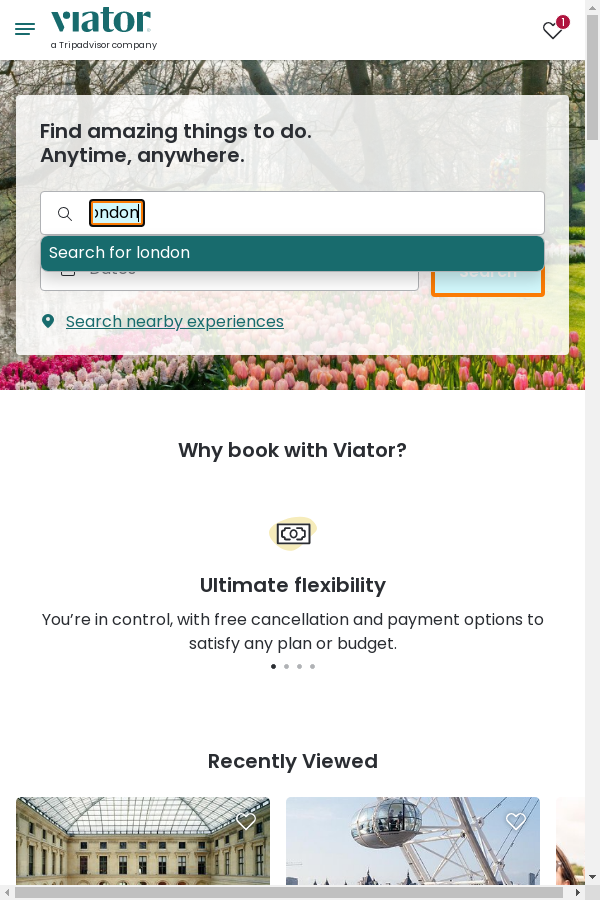 viator
a Tripadvisor company
1
Find amazing things to do.
Anytime, anywhere.
ondon
Search for london
Dates
Search
Search nearby experiences
Why book with Viator?
Ultimate flexibility
You’re in control, with free cancellation and payment options to
satisfy any plan or budget.
Recently Viewed